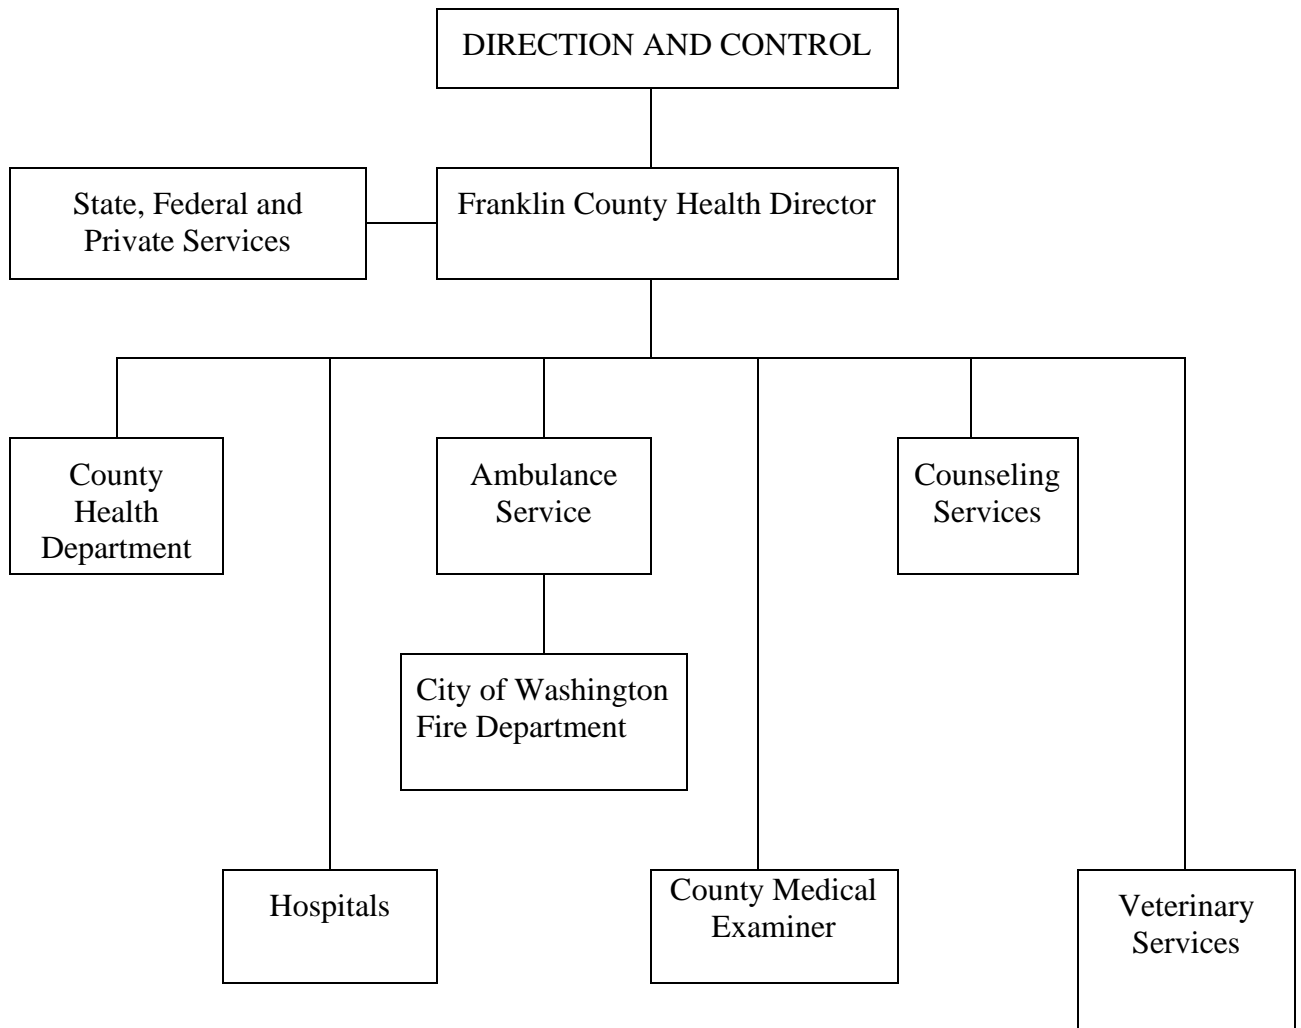 DIRECTION AND CONTROL
State, Federal and
Private Services
Franklin County Health Director
County
Health
Department
Ambulance
Service
Counseling
Services
City of Washington
Fire Department
Hospitals
County Medical
Examiner
Veterinary
Services